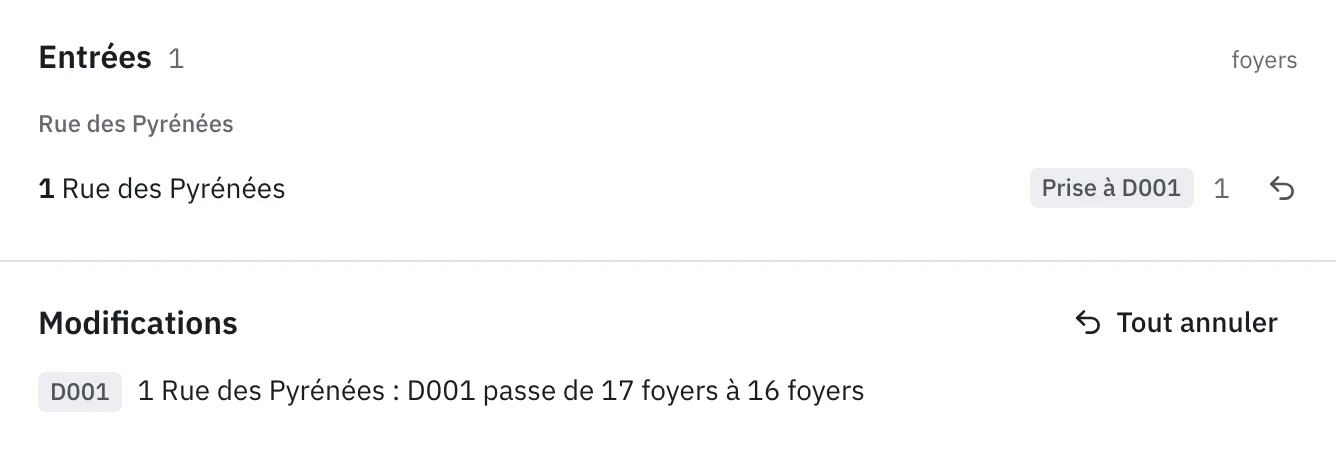 Entrées 1 foyers
Rue des Pyrénées
1 Rue des Pyrénées Prise à D001 1
Modifications Tout annuler
D001 1 Rue des Pyrénées : D001 passe de 17 foyers à 16 foyers